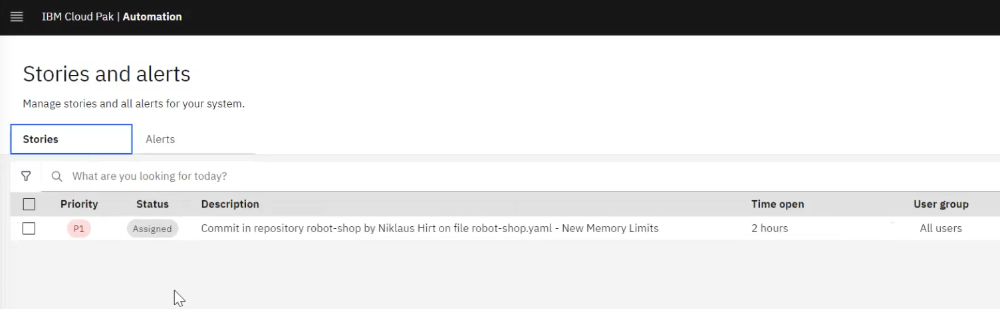 IBM Cloud Pak | Automation
Stories and alerts
Manage stories and all alerts for your system.
Stories Alerts
What are you looking for today?
Priority Status Description Time open User group
P1 Assigned Commit in repository robot-shop by Niklaus Hirt on file robot-shop.yaml - New Memory Limits 2 hours All users